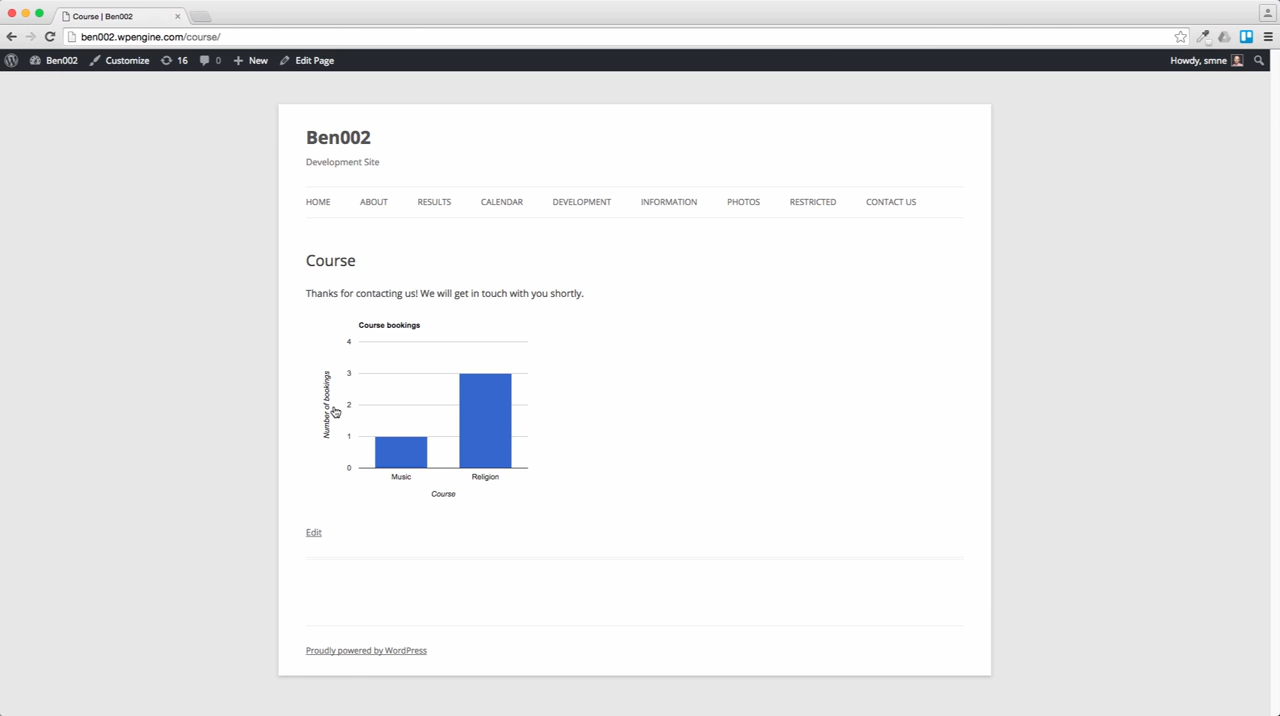 Course | Ben002
ben002.wpengine.com/course/
Ben002 Customize 16 0 New Edit Page Howdy, smne
Ben002
Development Site
HOME ABOUT RESULTS CALENDAR DEVELOPMENT INFORMATION PHOTOS RESTRICTED CONTACT US
Course
Thanks for contacting us! We will get in touch with you shortly.
Course bookings
4
3
2
1
0
Number of bookings
Music Religion
Course
Edit
Proudly powered by WordPress